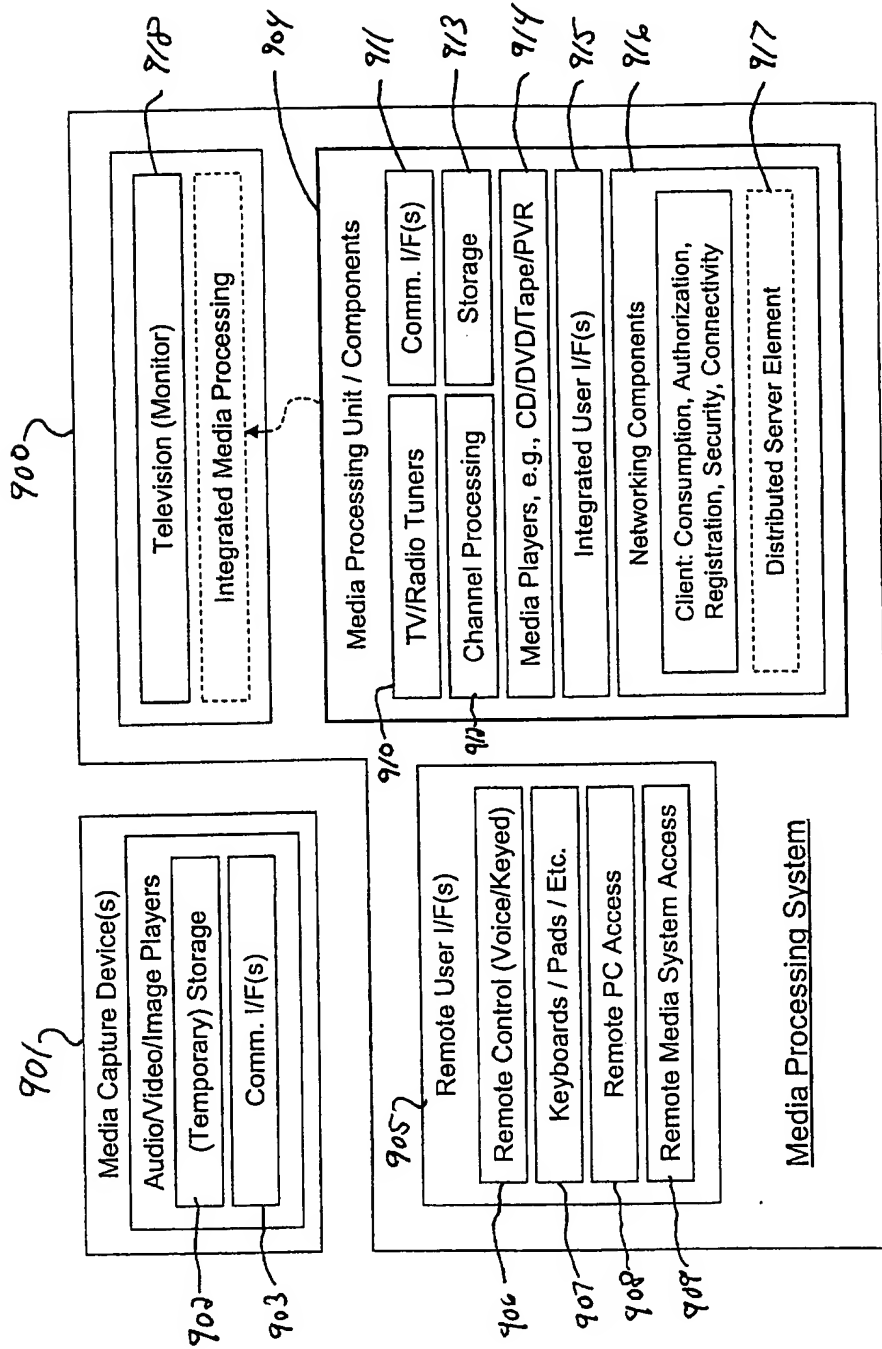 900
918
Television (Monitor)
Integrated Media Processing
904
Media Processing Unit / Components
910
TV/Radio Tuners
Comm. I/F(s)
911
912
Channel Processing
Storage
913
Media Players, e.g., CD/DVD/Tape/PVR
914
Integrated User I/F(s)
915
Networking Components
916
Client: Consumption, Authorization,
Registration, Security, Connectivity
Distributed Server Element
917
901
Media Capture Device(s)
Audio/Video/Image Players
902
(Temporary) Storage
903
Comm. I/F(s)
905
Remote User I/F(s)
906
Remote Control (Voice/Keyed)
907
Keyboards / Pads / Etc.
908
Remote PC Access
909
Remote Media System Access
Media Processing System